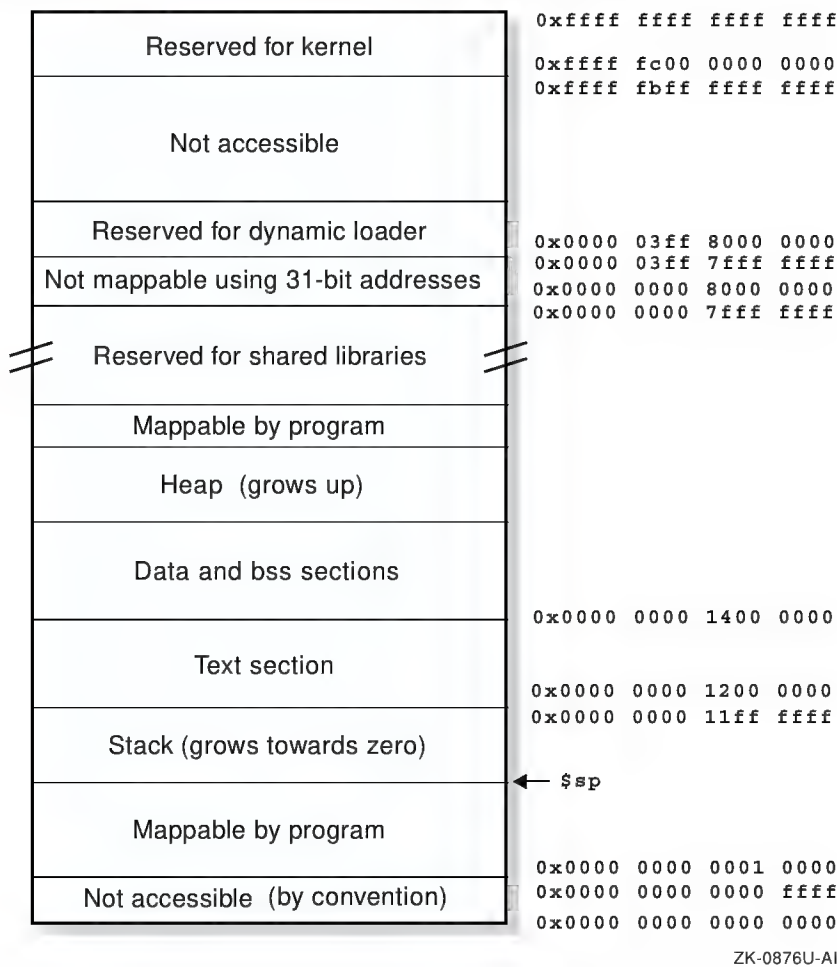 0xffff ffff ffff ffff
Reserved for kernel
0xffff fc00 0000 0000
0xffff fbff ffff ffff
Not accessible
Reserved for dynamic loader
0x0000 03ff 8000 0000
0x0000 03ff 7fff ffff
Not mappable using 31-bit addresses
0x0000 0000 8000 0000
0x0000 0000 7fff ffff
Reserved for shared libraries
Mappable by program
Heap (grows up)
Data and bss sections
0x0000 0000 1400 0000
Text section
0x0000 0000 1200 0000
0x0000 0000 11ff ffff
Stack (grows towards zero)
$sp
Mappable by program
0x0000 0000 0001 0000
Not accessible (by convention)
0x0000 0000 0000 ffff
0x0000 0000 0000 0000
ZK-0876U-AI